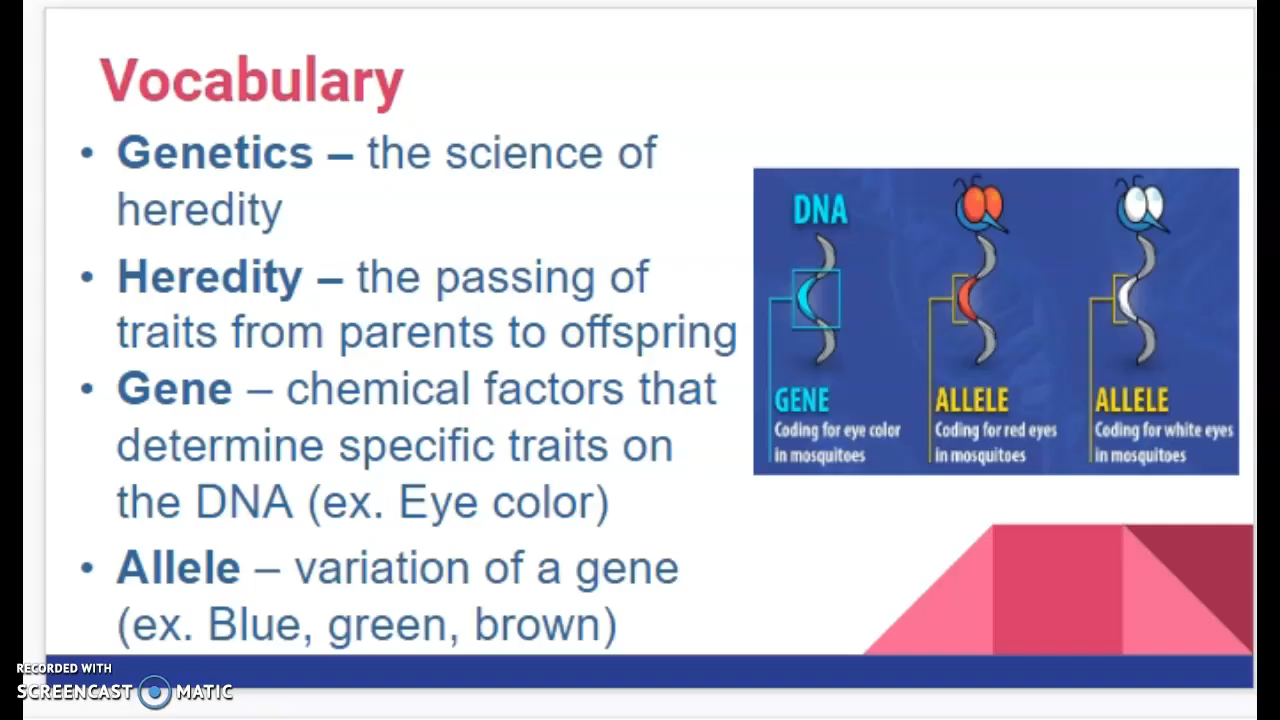 Vocabulary
• Genetics – the science of
heredity
• Heredity – the passing of
traits from parents to offspring
• Gene – chemical factors that
determine specific traits on
the DNA (ex. Eye color)
• Allele – variation of a gene
(ex. Blue, green, brown)
DNA
GENE
Coding for eye color
in mosquitoes
ALLELE
Coding for red eyes
in mosquitoes
ALLELE
Coding for white eyes
in mosquitoes
RECORDED WITH
SCREENCAST MATIC